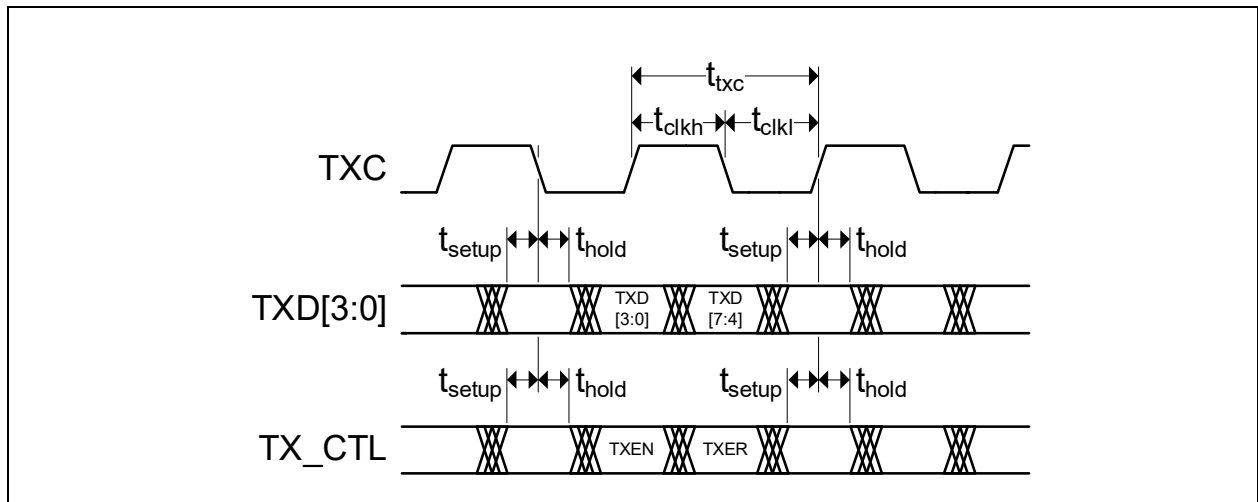 t_txc
t_clkh t_clkl
TXC
t_setup t_hold t_setup t_hold
TXD[3:0] TXD [3:0] TXD [7:4]
t_setup t_hold t_setup t_hold
TX_CTL TXEN TXER